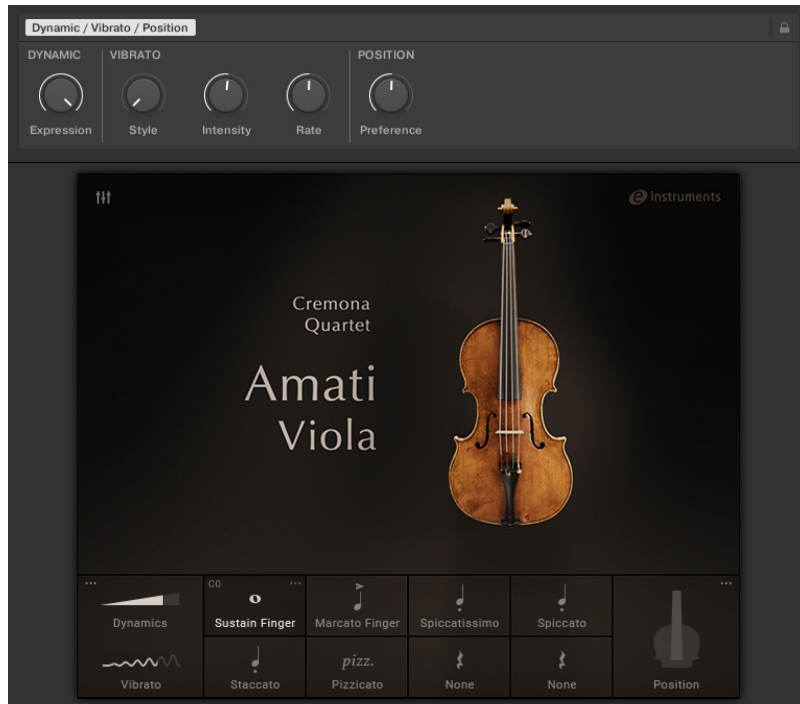 Dynamic / Vibrato / Position
DYNAMIC
VIBRATO
POSITION
Expression
Style
Intensity
Rate
Preference
e instruments
Cremona
Quartet
Amati
Viola
C0
Dynamics
Sustain Finger
Marcato Finger
Spiccatissimo
Spiccato
Vibrato
Staccato
pizz.
Pizzicato
None
None
Position